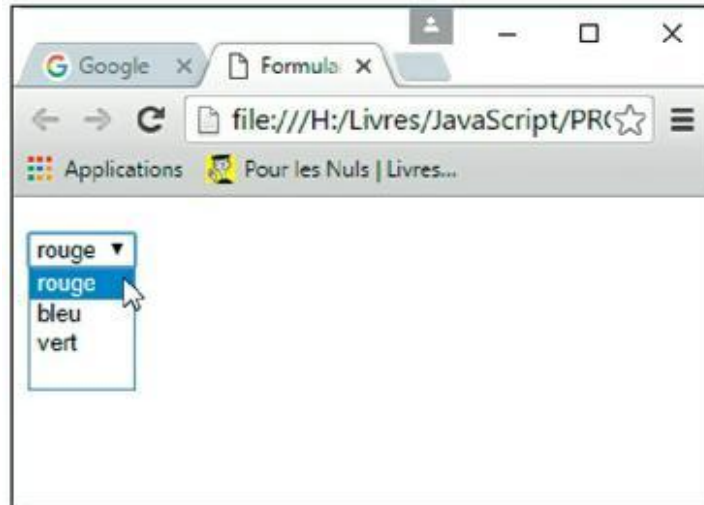 Google Formula
file:///H:/Livres/JavaScript/PR
Applications Pour les Nuls | Livres...
rouge
rouge
bleu
vert